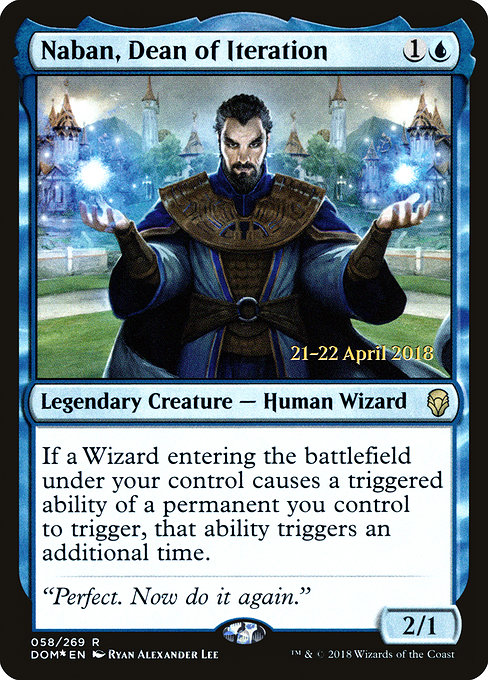 Naban, Dean of Iteration 1
21–22 April 2018
Legendary Creature — Human Wizard
If a Wizard entering the battlefield
under your control causes a triggered
ability of a permanent you control
to trigger, that ability triggers an
additional time.
“Perfect. Now do it again.”
2/1
058/269 R
DOM★EN Ryan Alexander Lee
™ & © 2018 Wizards of the Coast